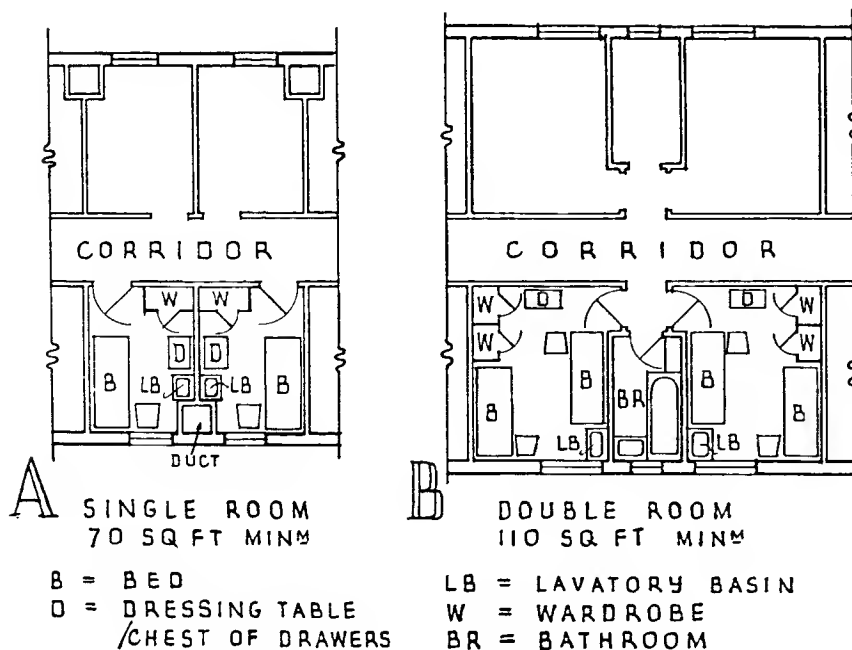 CORRIDOR
W W
D D
B LB LB B
DUCT
A SINGLE ROOM
70 SQ FT MINᴹ
CORRIDOR
W D D W
W W
B B B B
BR
LB LB
B DOUBLE ROOM
110 SQ FT MINᴹ
B = BED
D = DRESSING TABLE
/CHEST OF DRAWERS
LB = LAVATORY BASIN
W = WARDROBE
BR = BATHROOM